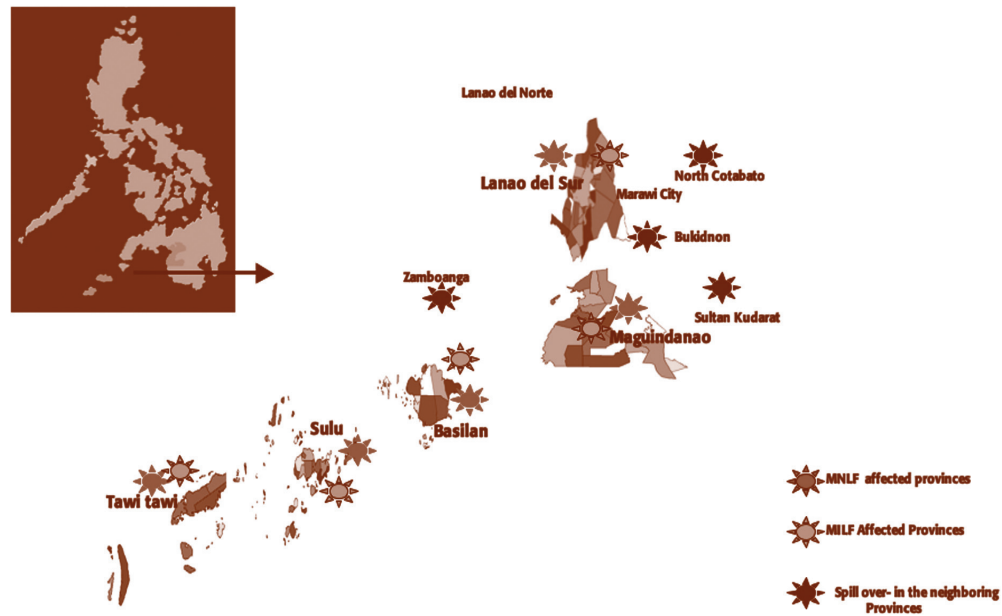 Lanao del Norte
Lanao del Sur
North Cotabato
Marawi City
Bukidnon
Zamboanga
Sultan Kudarat
Maguindanao
Sulu
Basilan
Tawi tawi
MNLF affected provinces
MILF Affected Provinces
Spill over- in the neighboring
Provinces